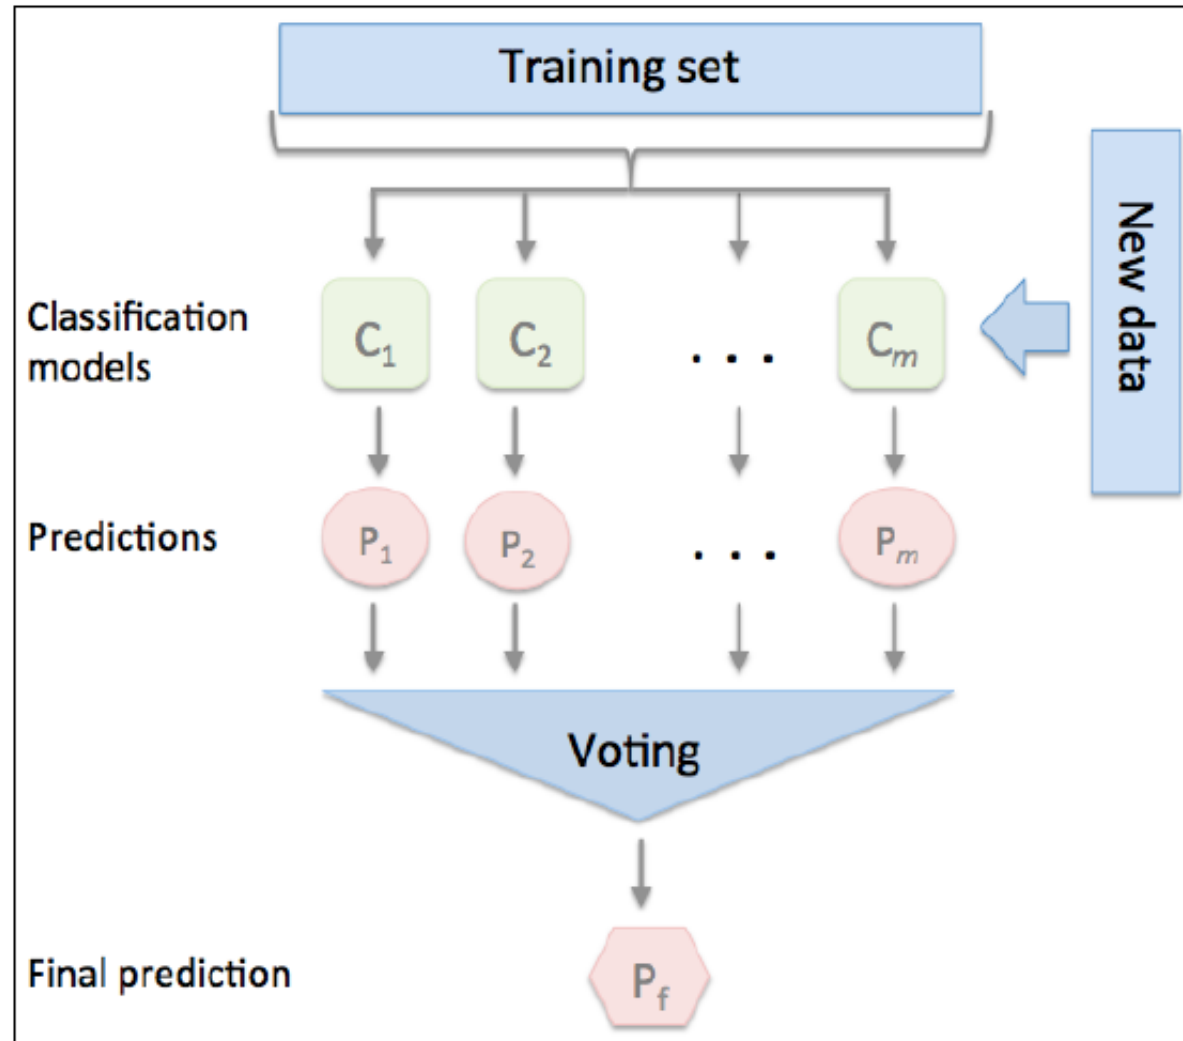 Training set
New data
Classification
models
C1
C2
. . .
Cm
Predictions
P1
P2
. . .
Pm
Voting
Final prediction
Pf